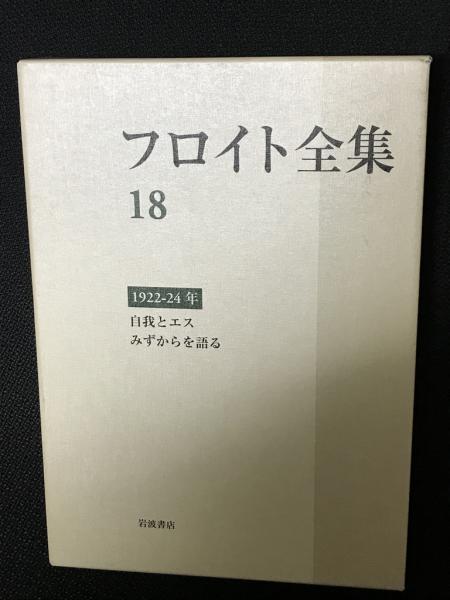 フロイト全集
18
1922-24年
自我とエス
みずからを語る
岩波書店